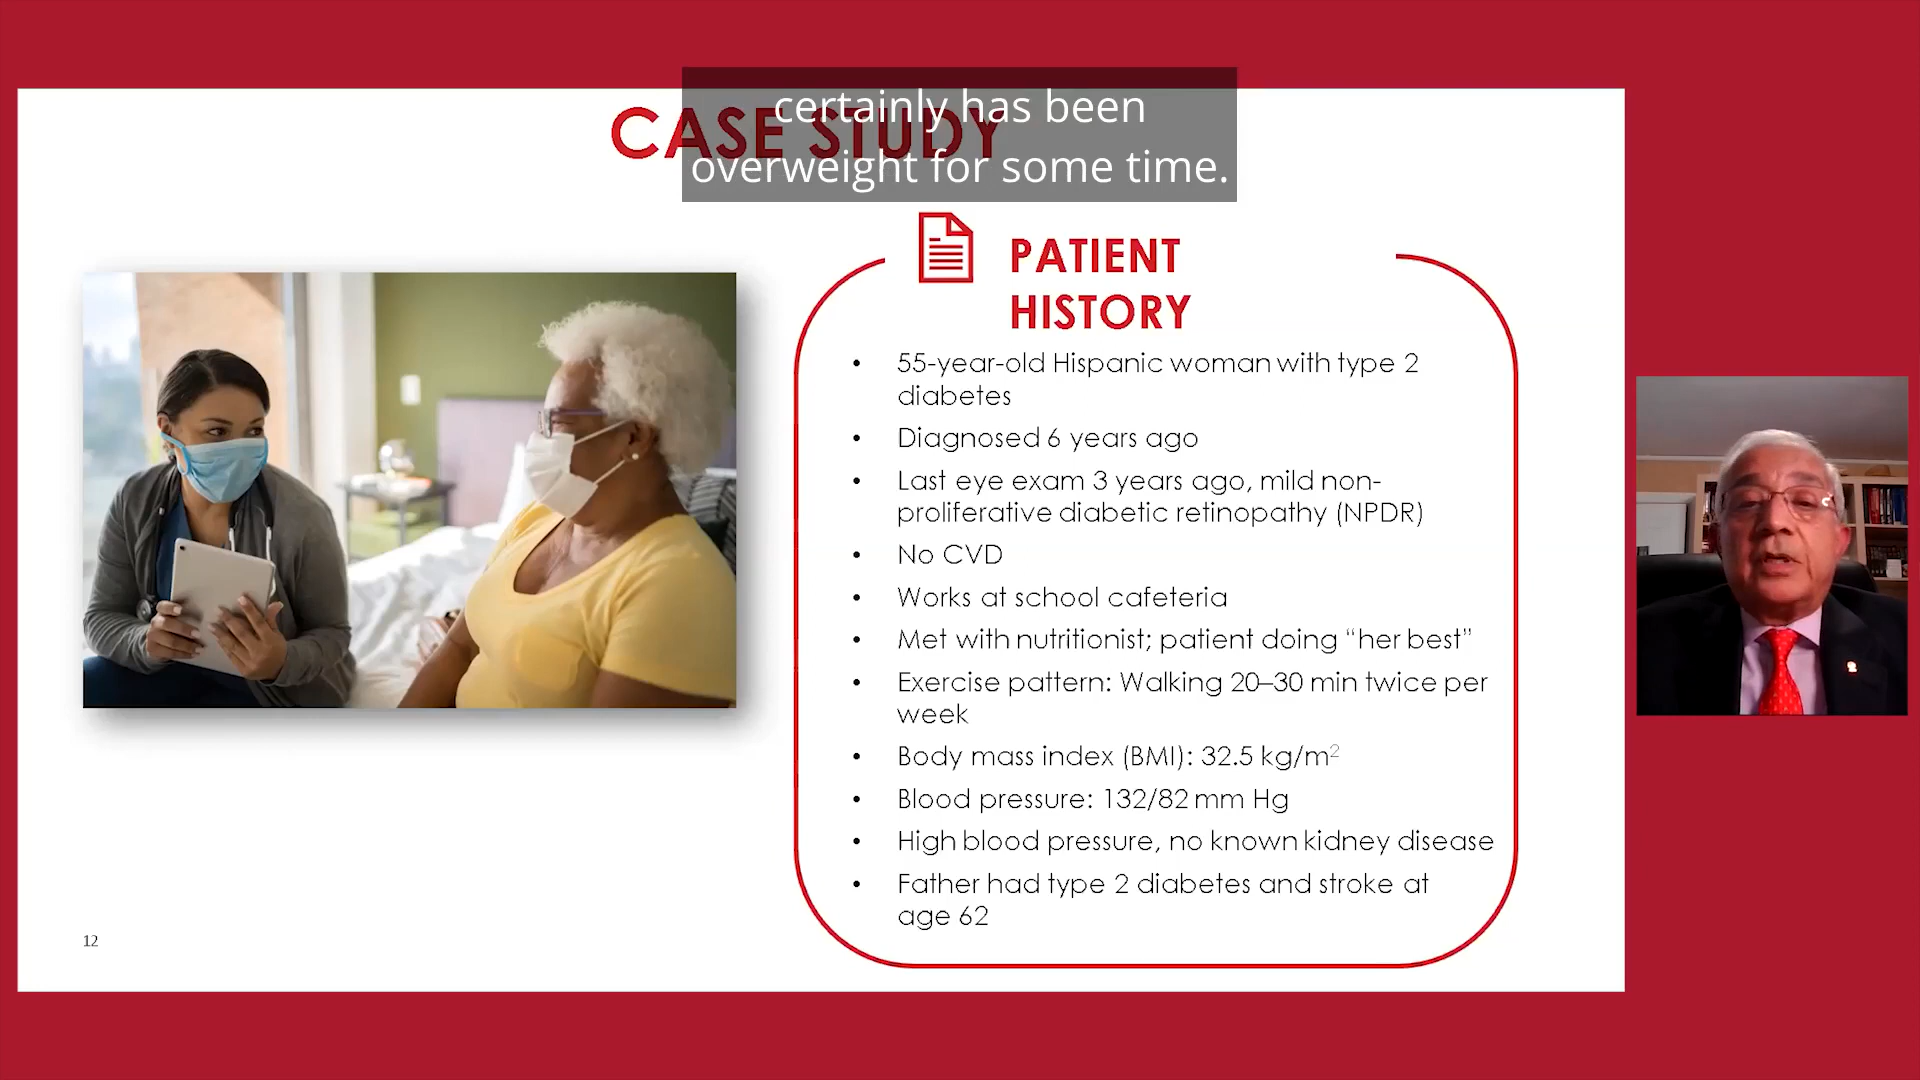 certainly has been
overweight for some time.
CASE STUDY
PATIENT
HISTORY
• 55-year-old Hispanic woman with type 2
diabetes
• Diagnosed 6 years ago
• Last eye exam 3 years ago, mild non-
proliferative diabetic retinopathy (NPDR)
• No CVD
• Works at school cafeteria
• Met with nutritionist; patient doing “her best”
• Exercise pattern: Walking 20–30 min twice per
week
• Body mass index (BMI): 32.5 kg/m²
• Blood pressure: 132/82 mm Hg
• High blood pressure, no known kidney disease
• Father had type 2 diabetes and stroke at
age 62
12